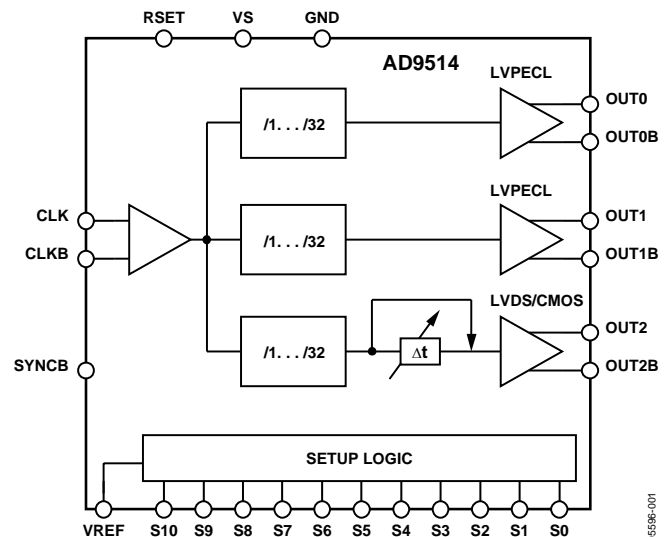 RSET VS GND
AD9514
LVPECL
OUT0
/1. . . /32
OUT0B
LVPECL
CLK
OUT1
/1. . . /32
CLKB
OUT1B
LVDS/CMOS
OUT2
/1. . . /32
Δt
SYNCB
OUT2B
SETUP LOGIC
VREF S10 S9 S8 S7 S6 S5 S4 S3 S2 S1 S0